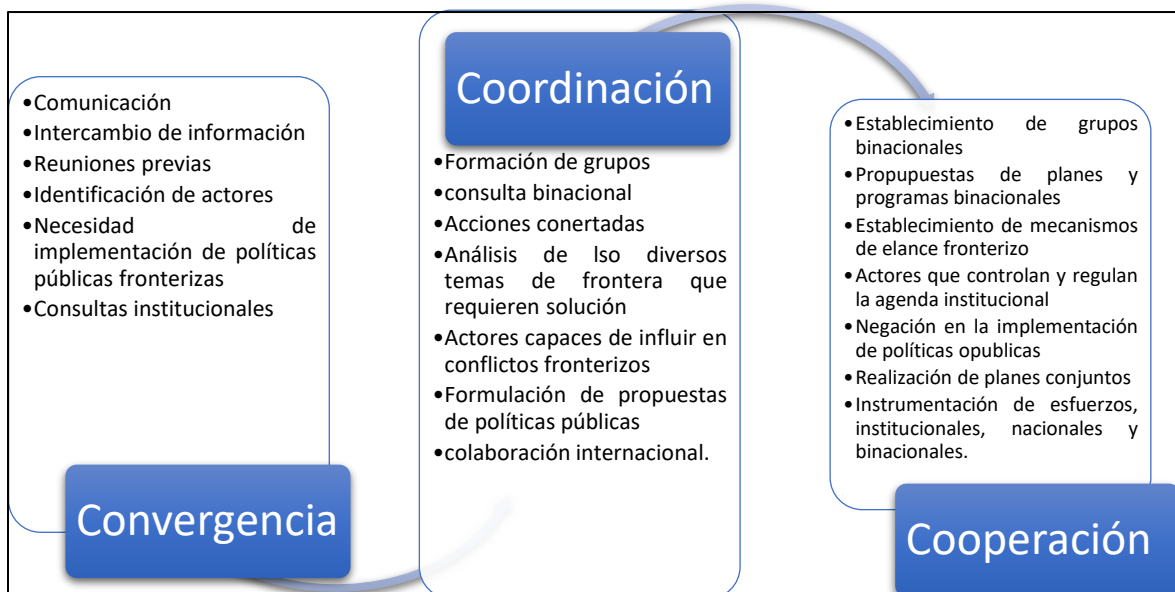 •Comunicación
•Intercambio de información
•Reuniones previas
•Identificación de actores
•Necesidad de
implementación de políticas
públicas fronterizas
•Consultas institucionales
Convergencia
Coordinación
•Formación de grupos
•consulta binacional
•Acciones conertadas
•Análisis de lso diversos
temas de frontera que
requieren solución
•Actores capaces de influir en
conflictos fronterizos
•Formulación de propuestas
de políticas públicas
•colaboración internacional.
•Establecimiento de grupos
binacionales
•Propupuestas de planes y
programas binacionales
•Establecimiento de mecanismos
de elance fronterizo
•Actores que controlan y regulan
la agenda institucional
•Negación en la implementación
de políticas opublicas
•Realización de planes conjuntos
•Instrumentación de esfuerzos,
institucionales, nacionales y
binacionales.
Cooperación